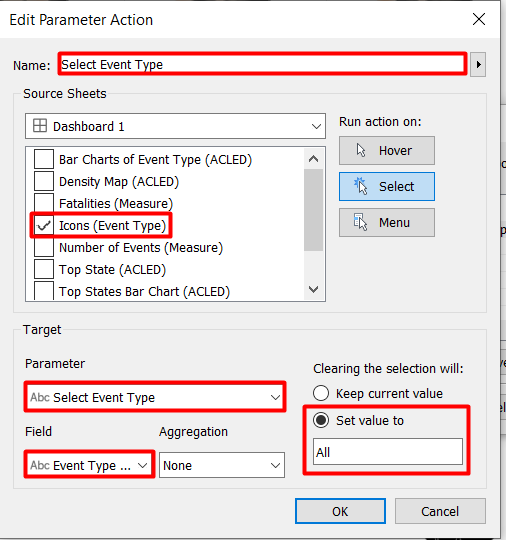 Edit Parameter Action
Name: Select Event Type
Source Sheets
Dashboard 1
Bar Charts of Event Type (ACLED)
Density Map (ACLED)
Fatalities (Measure)
Icons (Event Type)
Number of Events (Measure)
Top State (ACLED)
Top States Bar Chart (ACLED)
Run action on:
Hover
Select
Menu
Target
Parameter
Abc Select Event Type
Field
Abc Event Type ...
Aggregation
None
Clearing the selection will:
Keep current value
Set value to
All
OK
Cancel